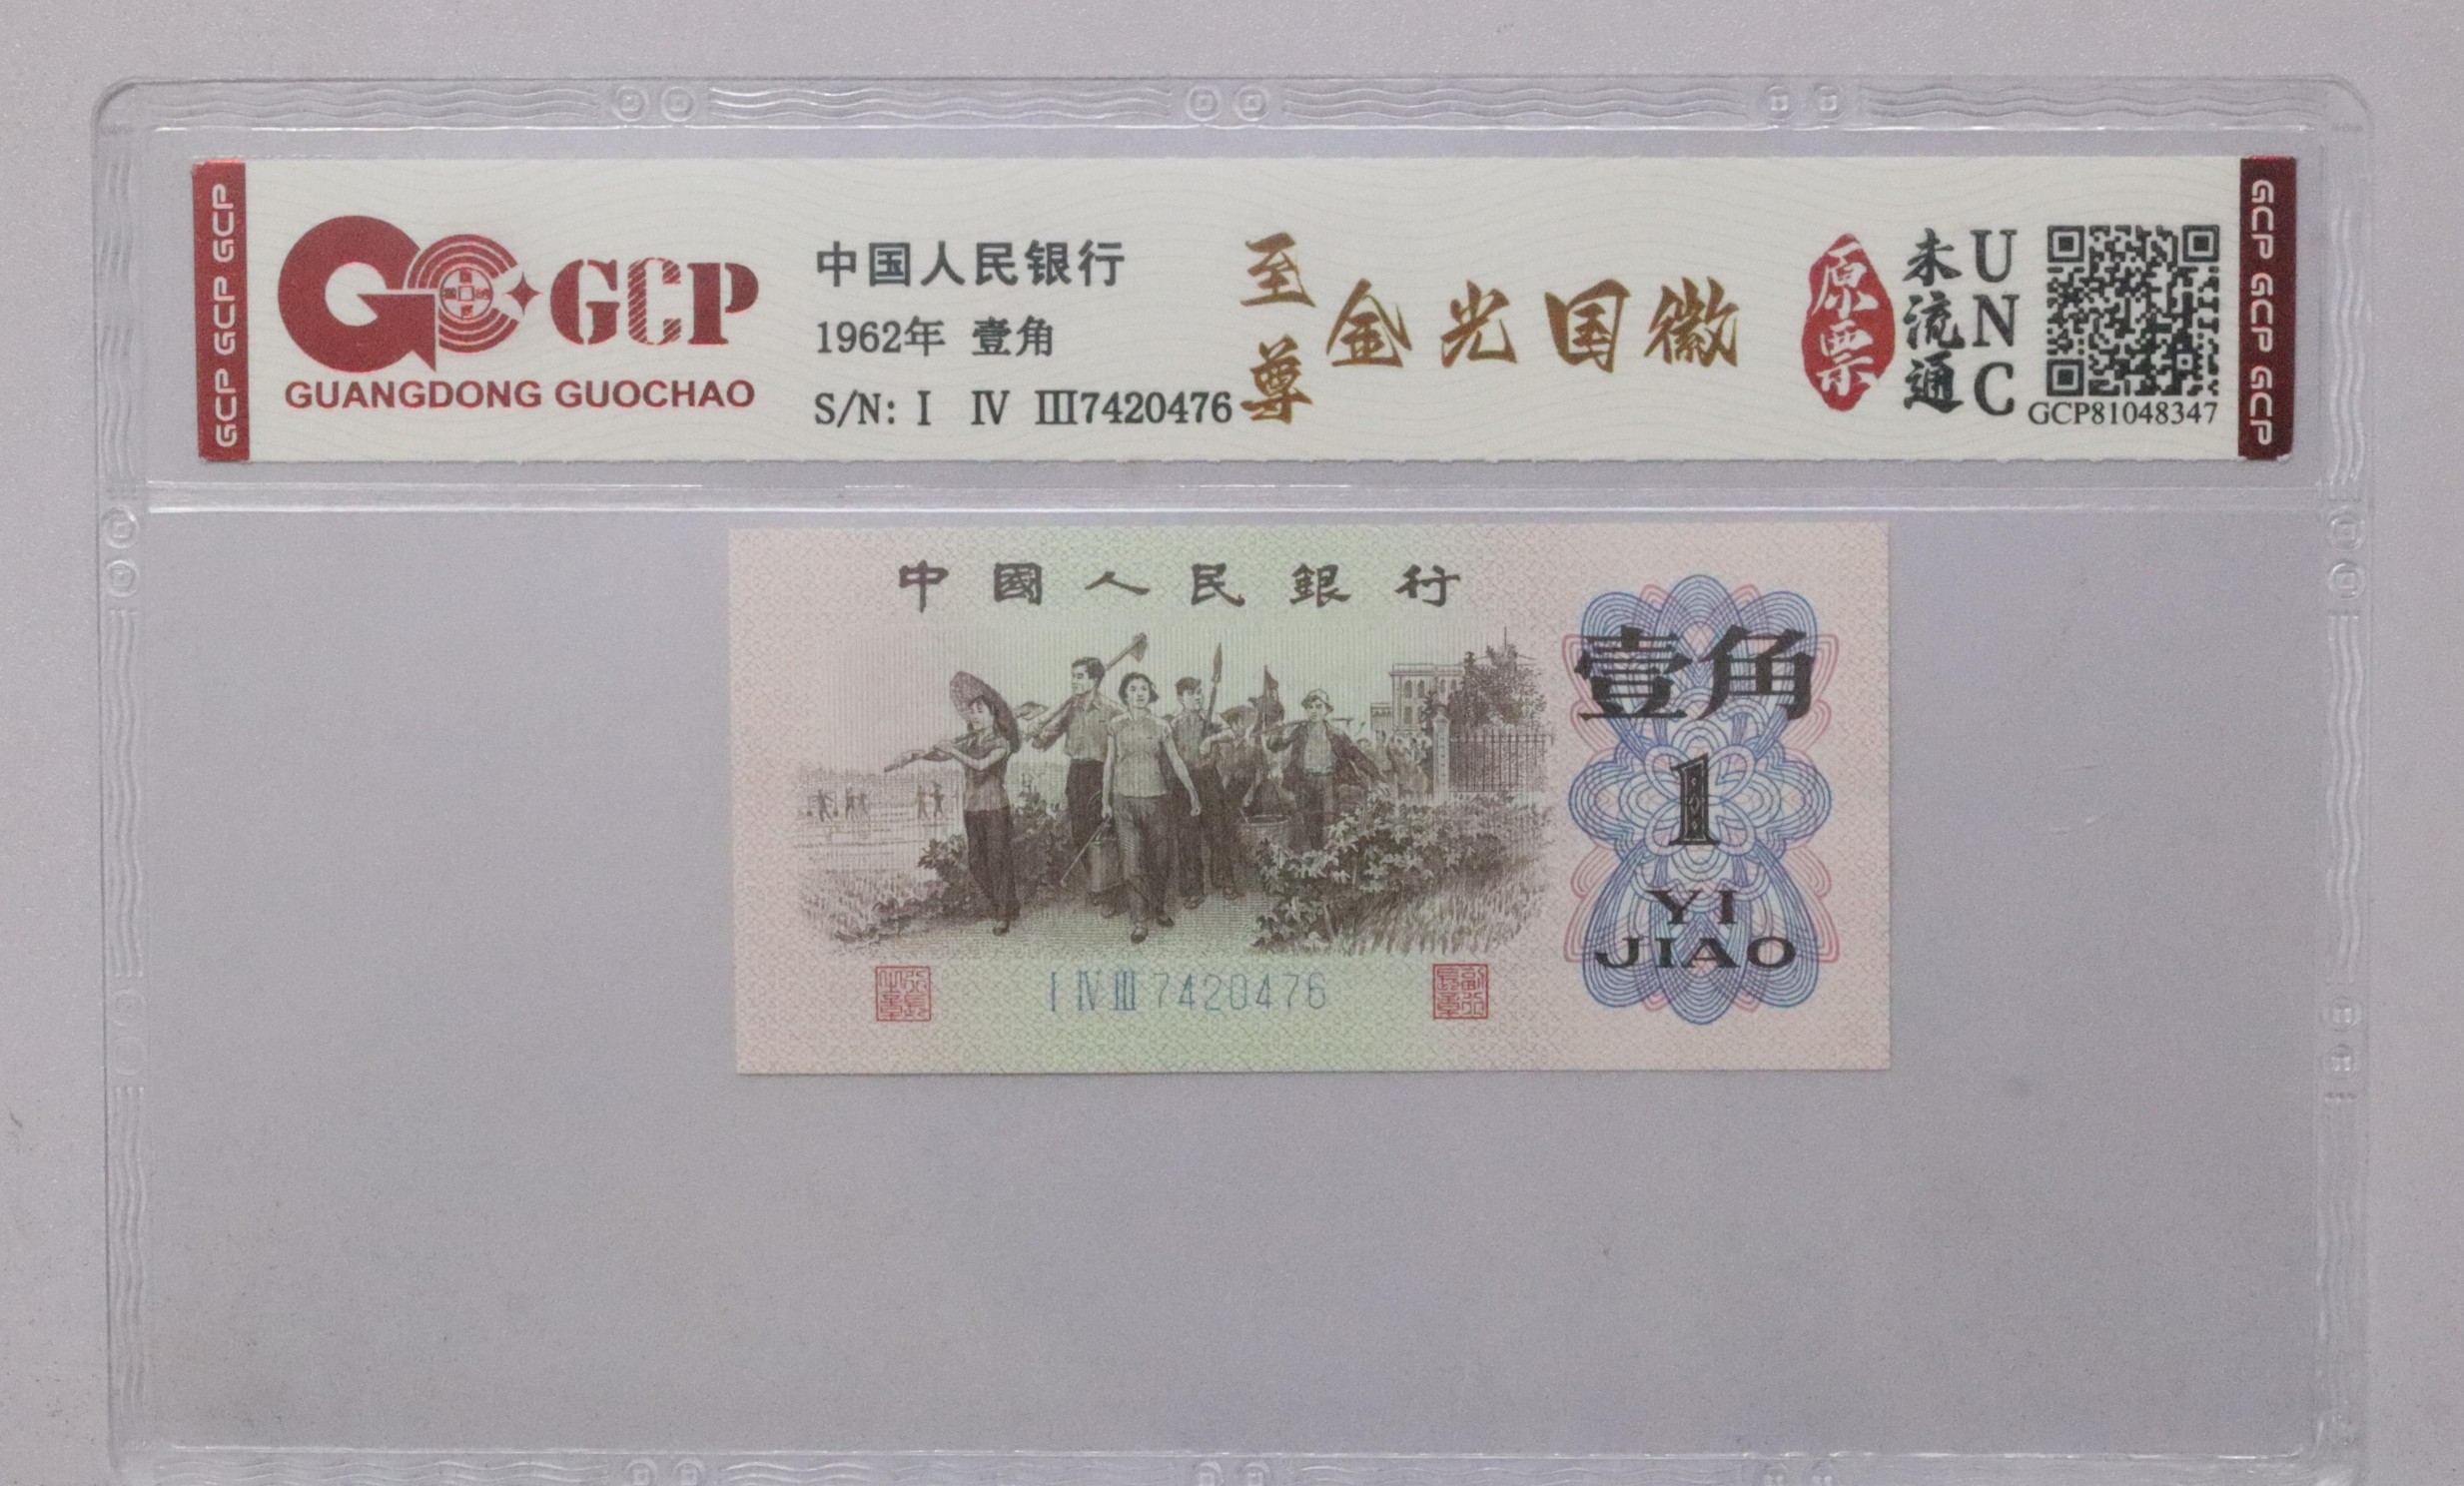 GCP GCP GCP
GCP
GUANGDONG GUOCHAO
中国人民银行
1962年 壹角
S/N: I IV III7420476
至尊
金光国徽
原票
未流通
UNC
GCP81048347
GCP GCP GCP
中國人民銀行
壹角
1
YI
JIAO
I IV III 7420476